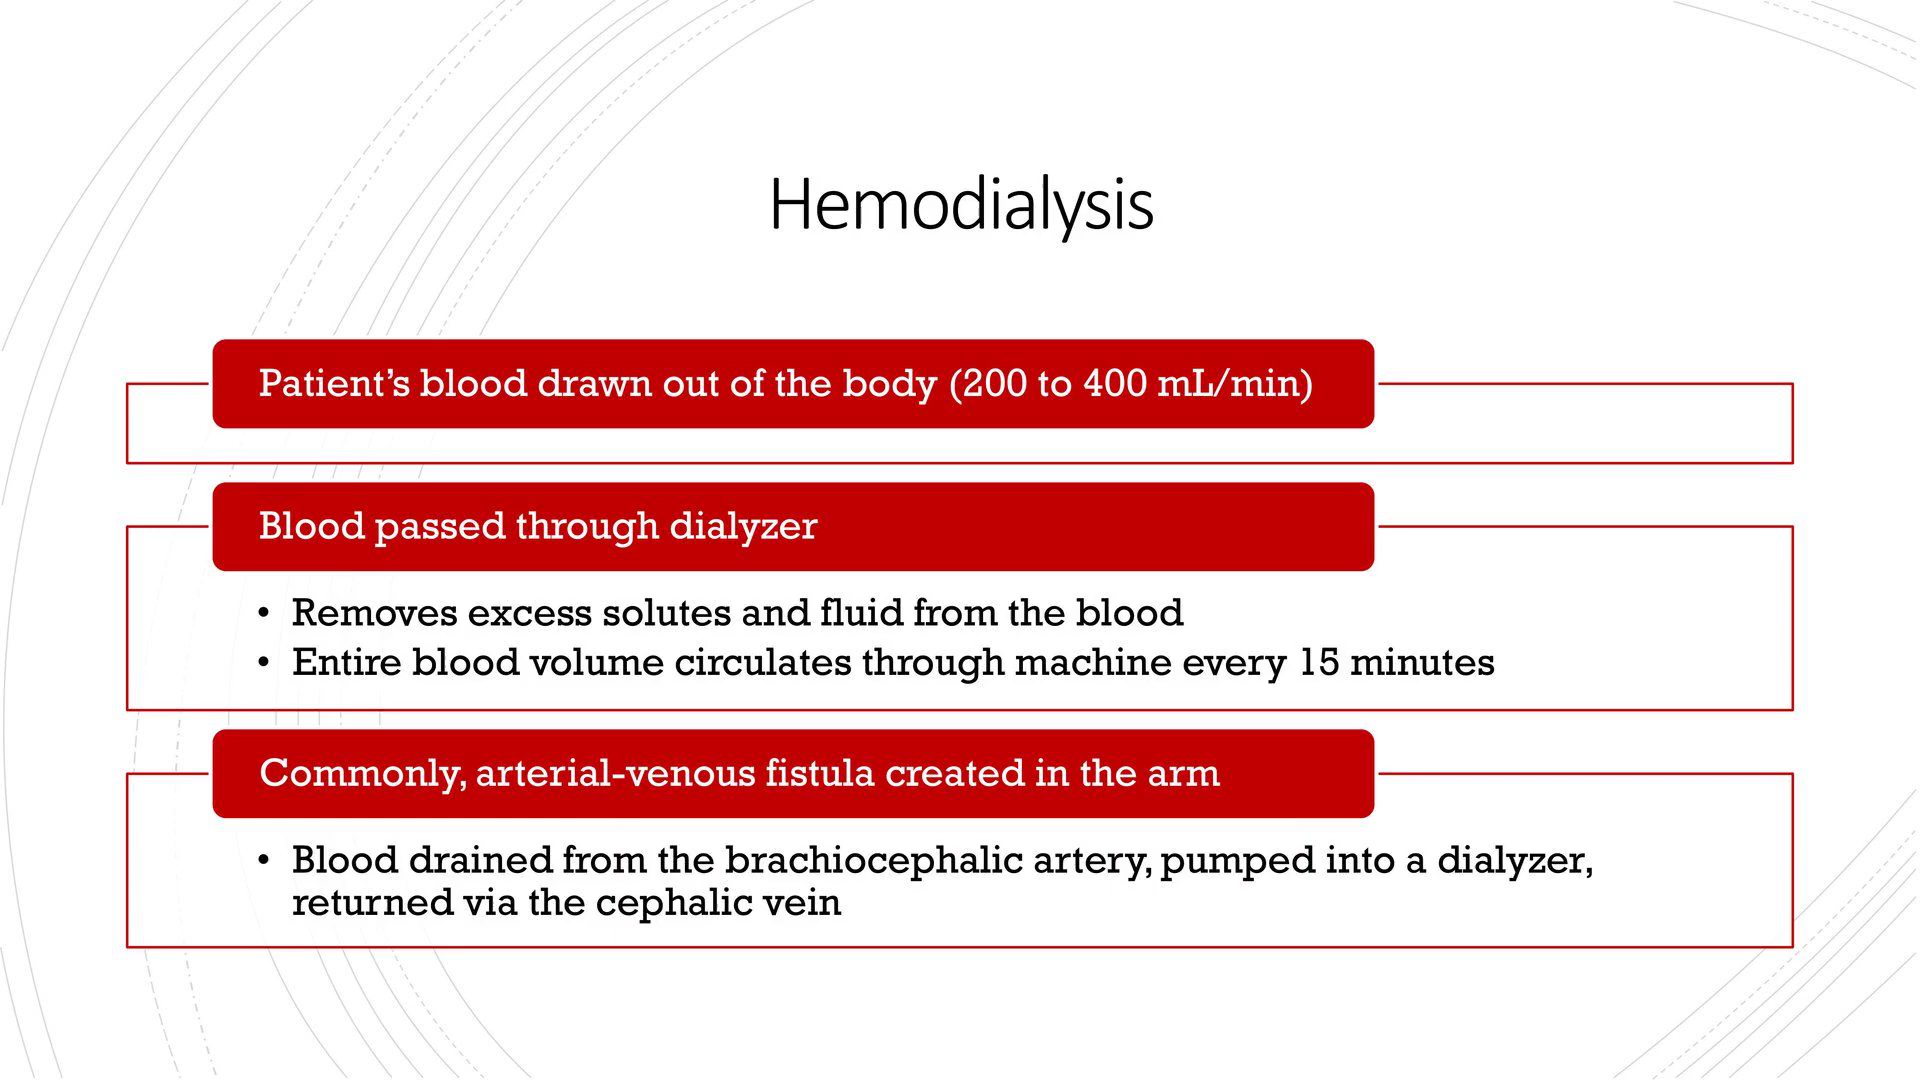 Hemodialysis
Patient’s blood drawn out of the body (200 to 400 mL/min)
Blood passed through dialyzer
• Removes excess solutes and fluid from the blood
• Entire blood volume circulates through machine every 15 minutes
Commonly, arterial-venous fistula created in the arm
• Blood drained from the brachiocephalic artery, pumped into a dialyzer,
returned via the cephalic vein